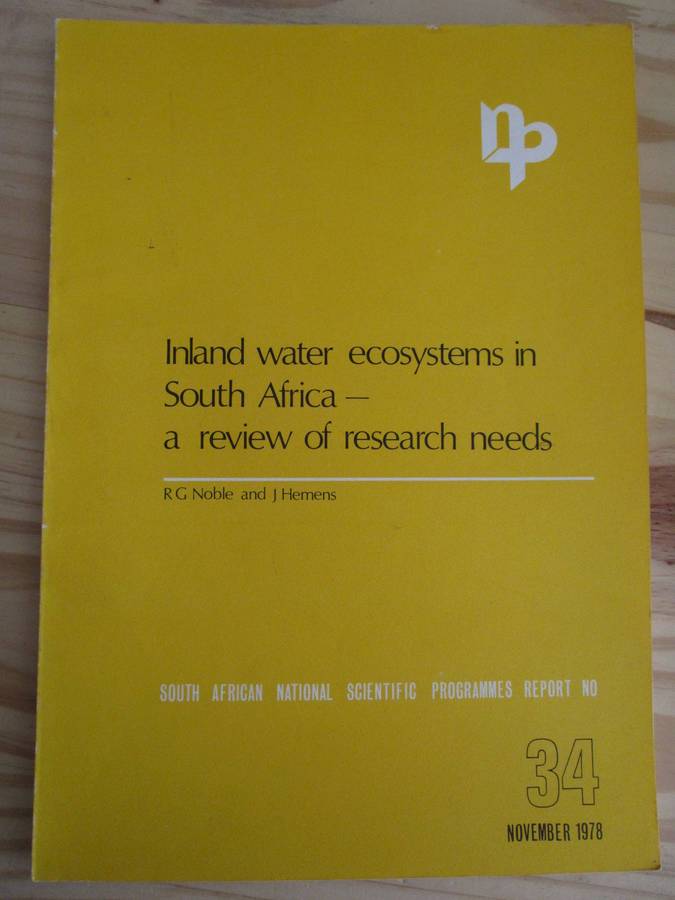 np
Inland water ecosystems in
South Africa —
a review of research needs
R G Noble and J Hemens
SOUTH AFRICAN NATIONAL SCIENTIFIC PROGRAMMES REPORT NO
34
NOVEMBER 1978